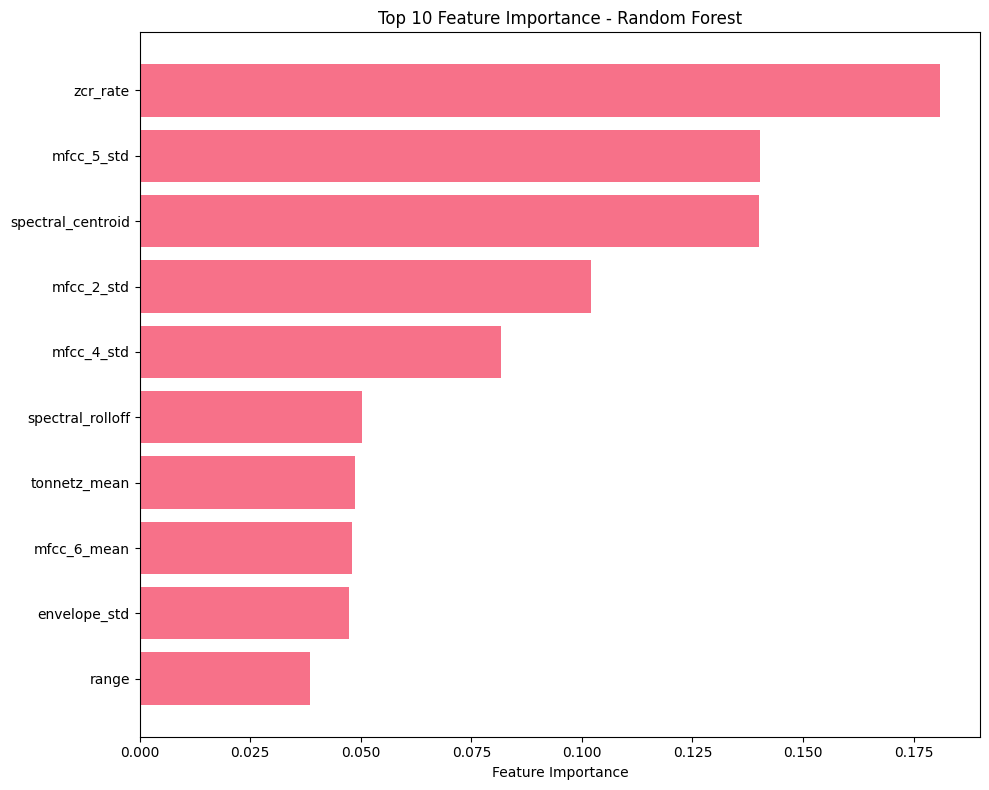 Top 10 Feature Importance - Random Forest
zcr_rate
mfcc_5_std
spectral_centroid
mfcc_2_std
mfcc_4_std
spectral_rolloff
tonnetz_mean
mfcc_6_mean
envelope_std
range
0.000 0.025 0.050 0.075 0.100 0.125 0.150 0.175
Feature Importance